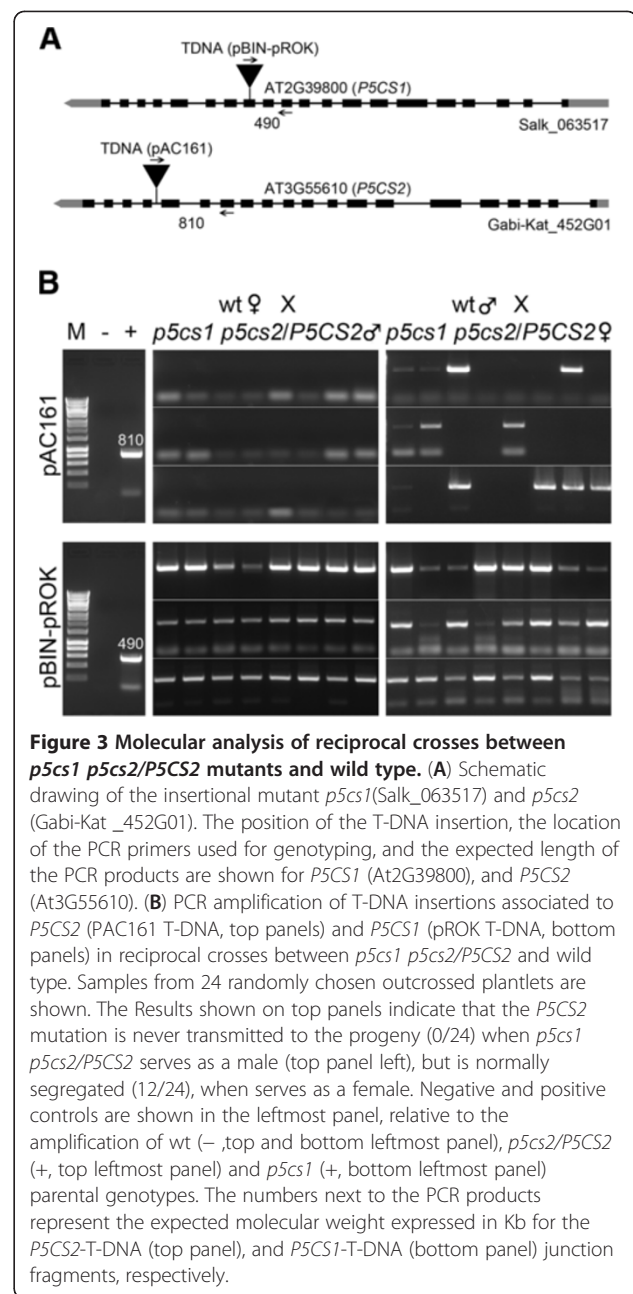 A
TDNA (pBIN-pROK)
AT2G39800 (P5CS1)
490
Salk_063517
TDNA (pAC161)
AT3G55610 (P5CS2)
810
Gabi-Kat_452G01
B
wt ♀ X
p5cs1 p5cs2/P5CS2♂
wt♂ X
p5cs1 p5cs2/P5CS2♀
M - +
pAC161
810
pBIN-pROK
490
Figure 3 Molecular analysis of reciprocal crosses between
p5cs1 p5cs2/P5CS2 mutants and wild type. (A) Schematic
drawing of the insertional mutant p5cs1(Salk_063517) and p5cs2
(Gabi-Kat _452G01). The position of the T-DNA insertion, the location
of the PCR primers used for genotyping, and the expected length of
the PCR products are shown for P5CS1 (At2G39800), and P5CS2
(At3G55610). (B) PCR amplification of T-DNA insertions associated to
P5CS2 (PAC161 T-DNA, top panels) and P5CS1 (pROK T-DNA, bottom
panels) in reciprocal crosses between p5cs1 p5cs2/P5CS2 and wild
type. Samples from 24 randomly chosen outcrossed plantlets are
shown. The Results shown on top panels indicate that the P5CS2
mutation is never transmitted to the progeny (0/24) when p5cs1
p5cs2/P5CS2 serves as a male (top panel left), but is normally
segregated (12/24), when serves as a female. Negative and positive
controls are shown in the leftmost panel, relative to the
amplification of wt (− ,top and bottom leftmost panel), p5cs2/P5CS2
(+, top leftmost panel) and p5cs1 (+, bottom leftmost panel)
parental genotypes. The numbers next to the PCR products
represent the expected molecular weight expressed in Kb for the
P5CS2-T-DNA (top panel), and P5CS1-T-DNA (bottom panel) junction
fragments, respectively.